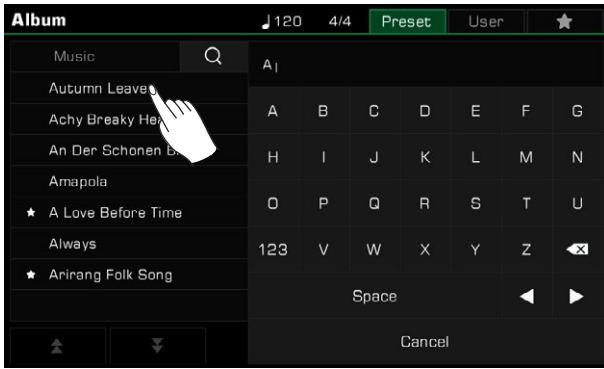 Album 120 4/4 Preset User
Music
A
Autumn Leave
Achy Breaky
An Der Schonen
Amapola
A Love Before Time
Always
Arirang Folk Song
A B C D E F G
H I J K L M N
O P Q R S T U
123 V W X Y Z
Space
Cancel